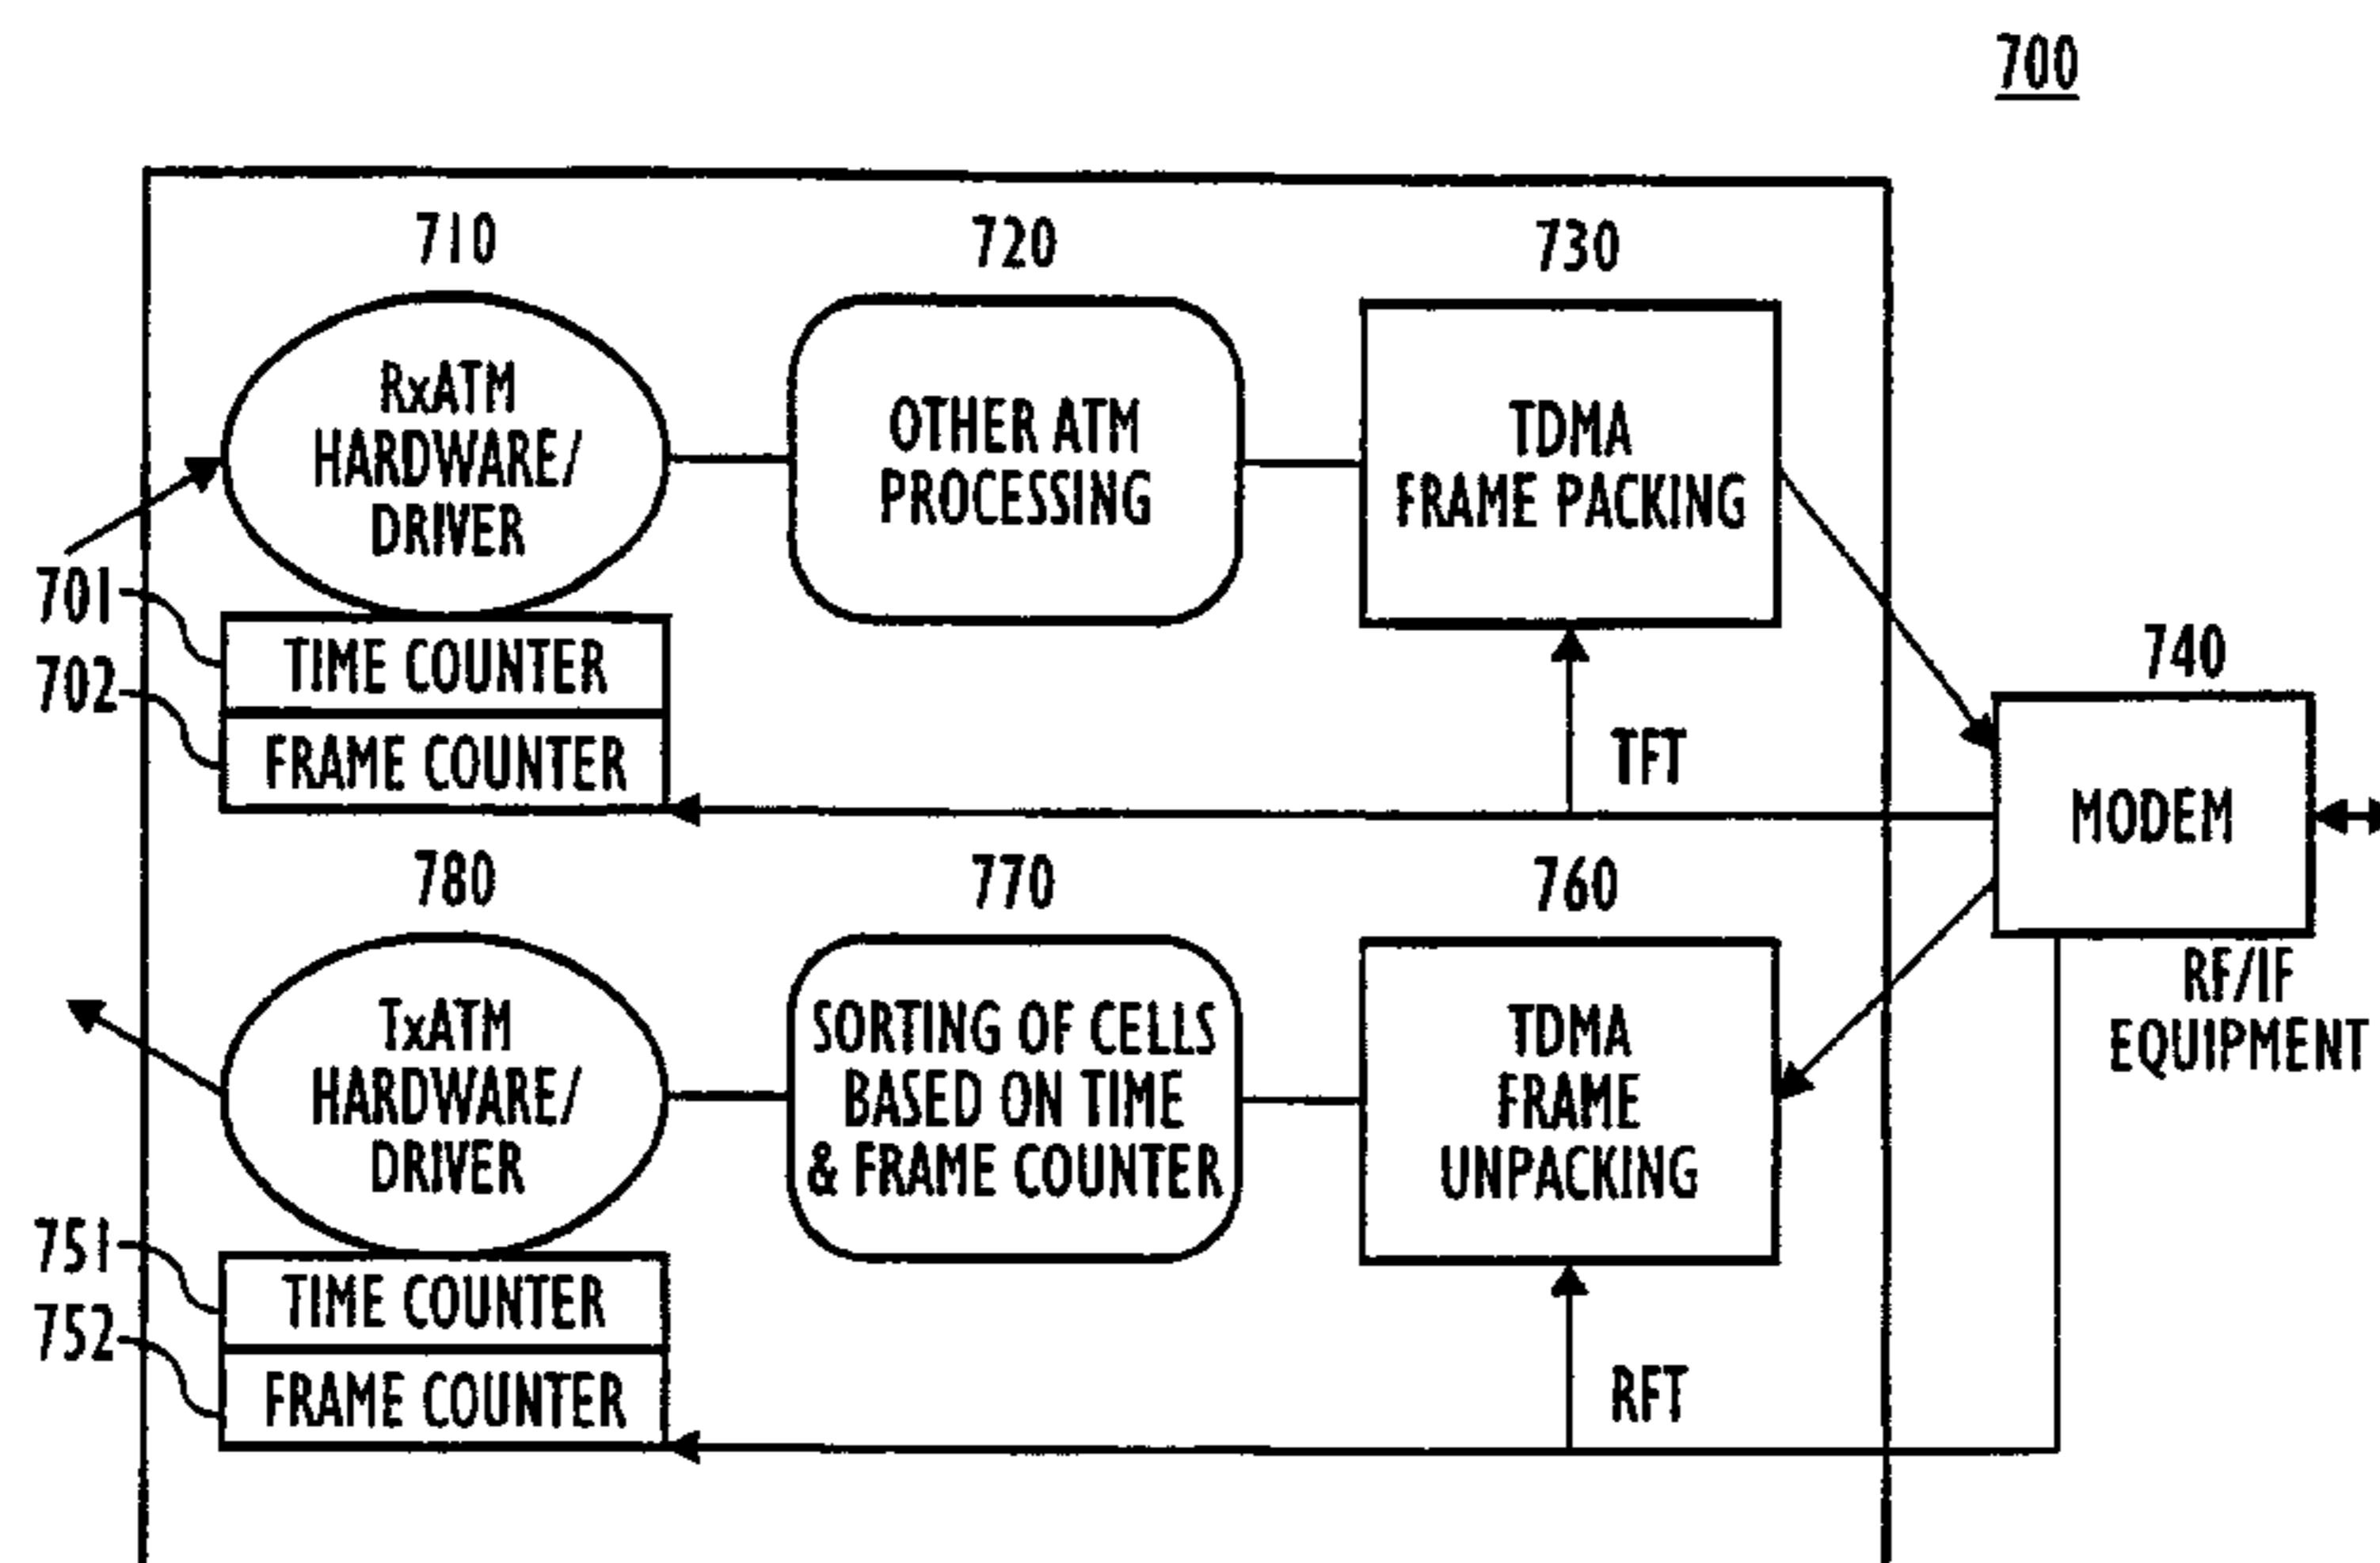 700
710
720
730
RxATM
HARDWARE/
DRIVER
OTHER ATM
PROCESSING
TDMA
FRAME PACKING
701
TIME COUNTER
702
FRAME COUNTER
TFT
740
MODEM
RF/IF
EQUIPMENT
780
770
760
TxATM
HARDWARE/
DRIVER
SORTING OF CELLS
BASED ON TIME
& FRAME COUNTER
TDMA
FRAME
UNPACKING
751
TIME COUNTER
752
FRAME COUNTER
RFT